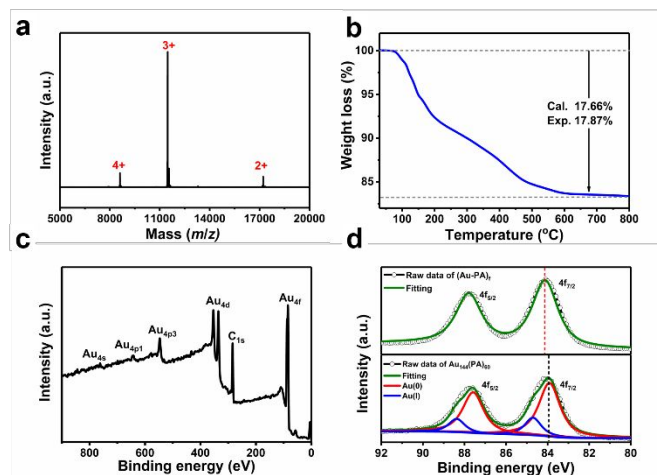 a
3+
4+
2+
Intensity (a.u.)
5000 8000 11000 14000 17000 20000
Mass (m/z)
b
100
95
90
85
Weight loss (%)
Cal. 17.66%
Exp. 17.87%
100 200 300 400 500 600 700 800
Temperature (°C)
c
Au4s
Au4p1
Au4p3
Au4d
C1s
Au4f
Intensity (a.u.)
800 600 400 200 0
Binding energy (eV)
d
Raw data of (Au-PA)n
Fitting
4f5/2
4f7/2
Raw data of Au144(PA)60
Fitting
Au(0)
Au(I)
4f5/2
4f7/2
Intensity (a.u.)
92 90 88 86 84 82 80
Binding energy (eV)